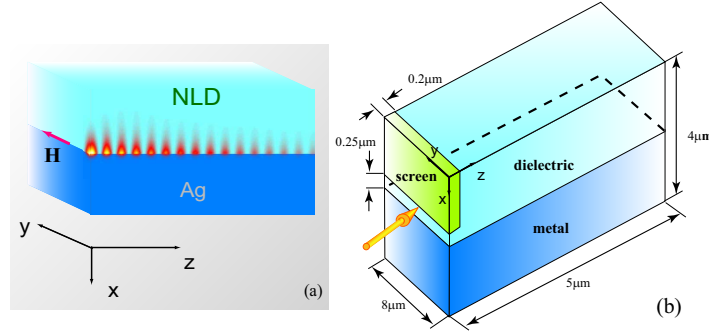 NLD
H
Ag
y
z
x
(a)
0.2μm
0.25μm
y
z
screen
x
dielectric
metal
4μm
8μm
5μm
(b)